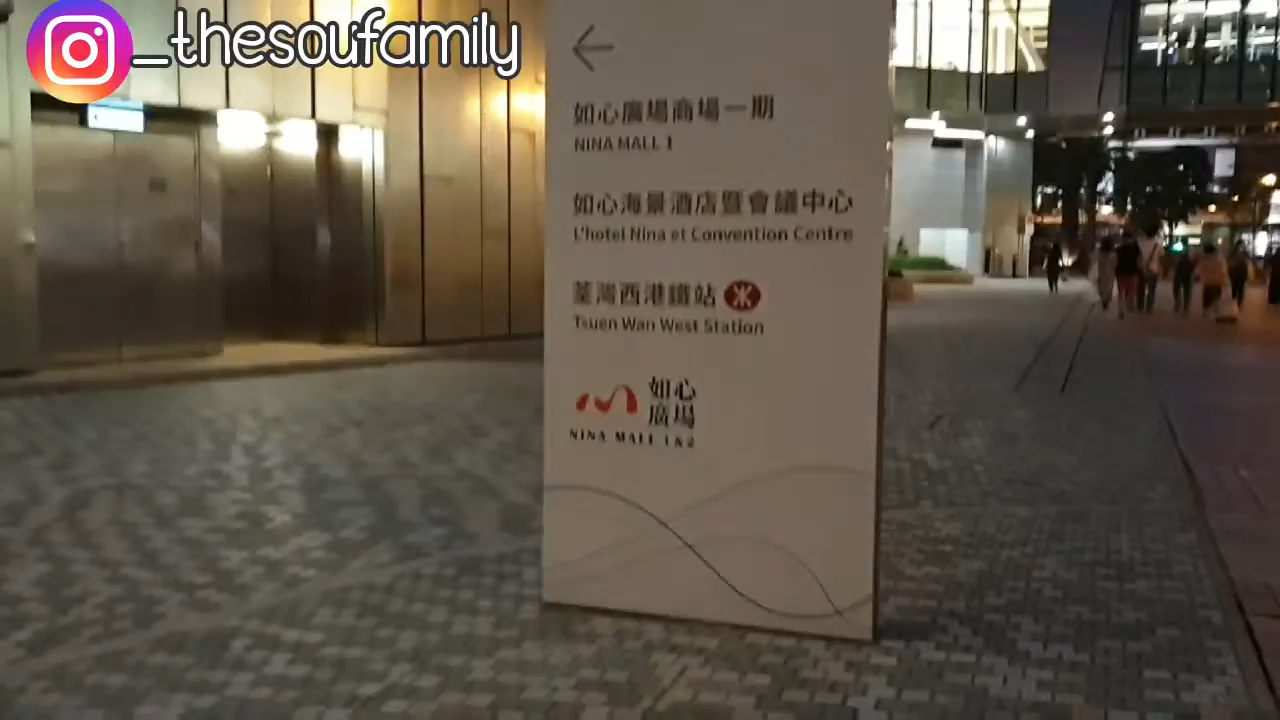 _thesoufamily
如心廣場商場一期
NINA MALL 1
如心海景酒店暨會議中心
L'hotel Nina et Convention Centre
荃灣西港鐵站
Tsuen Wan West Station
如心
廣場
NINA MALL 1&2